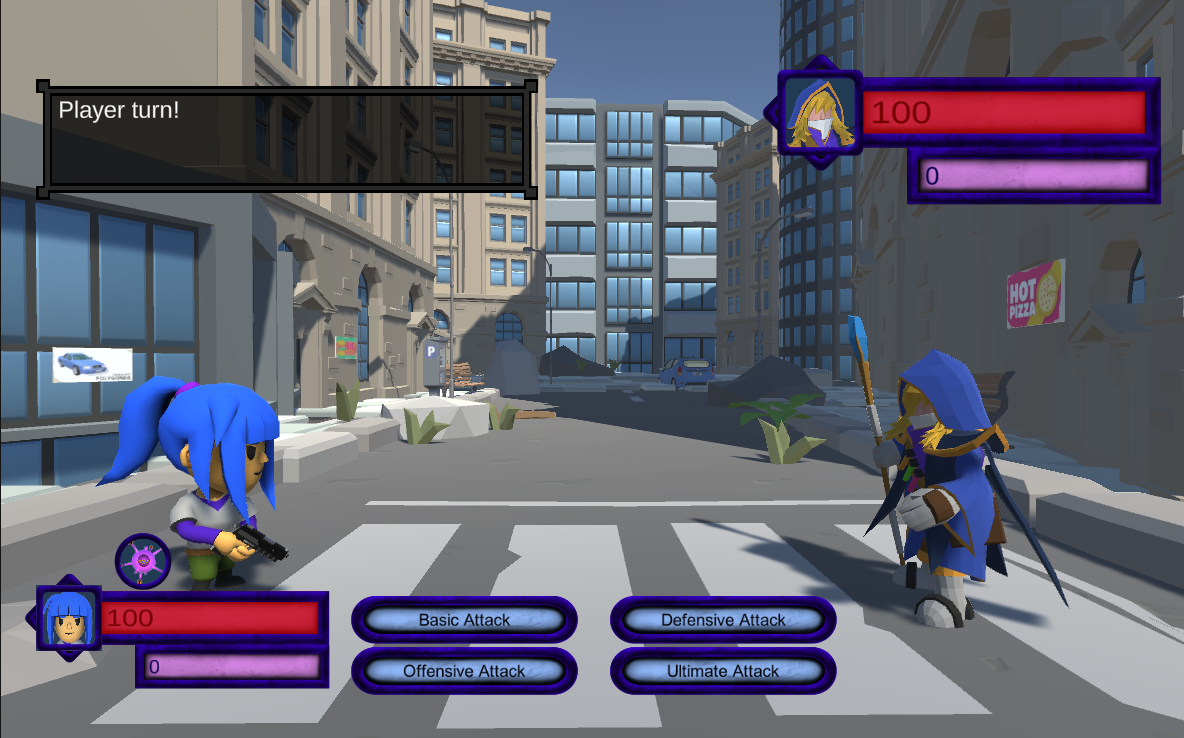 Player turn!
100
0
HOT
PIZZA
P
100
0
Basic Attack
Defensive Attack
Offensive Attack
Ultimate Attack